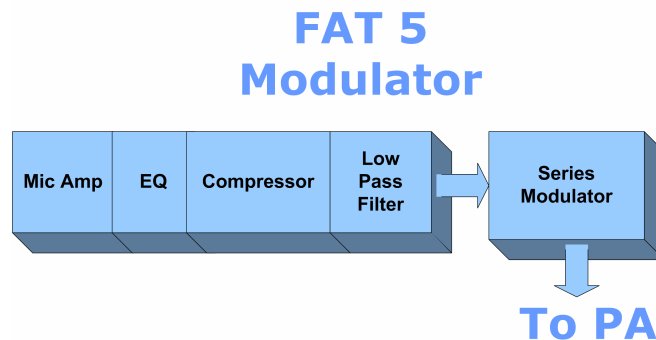 FAT 5
Modulator
Mic Amp
EQ
Compressor
Low
Pass
Filter
Series
Modulator
To PA